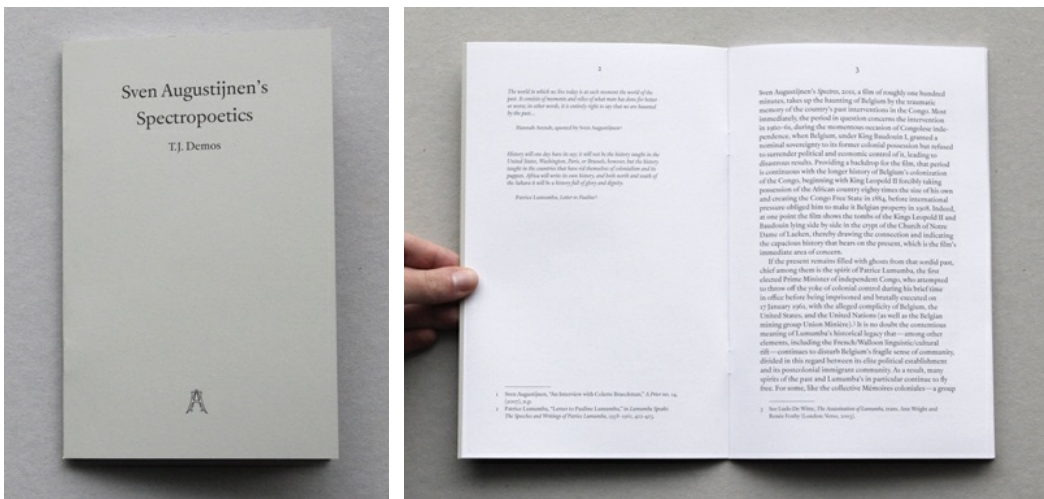 Sven Augustijnen's
Spectropoetics
T.J. Demos
2
The world in which we live today is at each moment the world of the
past. It consists of moments and relics of what man has done for better
or worse; in other words, it is entirely right to say that we are haunted
by the past...
Hannah Arendt, quoted by Sven Augustijnen¹
History will one day have its say; it will not be the history taught in the
United Nations, Washington, Paris, or Brussels, however, but the history
taught in the countries that have rid themselves of colonialism and its
puppets. Africa will write its own history, and both north and south of
the Sahara it will be a history full of glory and dignity.
Patrice Lumumba, Letter to Pauline²
1 Sven Augustijnen, "An Interview with Colette Braeckman," A Prior no. 14,
(2007), n.p.
2 Patrice Lumumba, "Letter to Pauline Lumumba," in Lumumba Speaks:
The Speeches and Writings of Patrice Lumumba, 1958–1961, 422–423.
3
Sven Augustijnen's Spectres, 2011, a film of roughly one hundred
minutes, takes up the haunting of Belgium by the traumatic
memory of the country's past interventions in the Congo. Most
immediately, the period in question concerns the intervention
in 1960–61, during the momentous occasion of Congolese inde-
pendence, when Belgium, under King Baudouin I, granted a
nominal sovereignty to its former colonial possession but refused
to surrender political and economic control of it, leading to
disastrous results. Providing a backdrop for the film, that period
is continuous with the longer history of Belgium's colonization
of the Congo, beginning with King Leopold II forcibly taking
possession of the African country eighty times the size of his own
and creating the Congo Free State in 1884, before international
pressure obliged him to make it Belgian property in 1908. Indeed,
at one point the film shows the tombs of the Kings Leopold II and
Baudouin lying side by side in the crypt of the Church of Notre
Dame of Laeken, thereby drawing the connection and indicating
the capacious history that bears on the present, which is the film's
immediate area of concern.
If the present remains filled with ghosts from that sordid past,
chief among them is the spirit of Patrice Lumumba, the first
elected Prime Minister of independent Congo, who attempted
to throw off the yoke of colonial control during his brief time
in office before being imprisoned and brutally executed on
17 January 1961, with the alleged complicity of Belgium, the
United States, and the United Nations (as well as the Belgian
mining group Union Minière).³ It is no doubt the contentious
meaning of Lumumba's historical legacy that—among other
elements, including the French/Walloon linguistic/cultural
rift—continues to disturb Belgium's fragile sense of community,
divided in this regard between its elite political establishment
and its postcolonial immigrant community. As a result, many
spirits of the past and Lumumba's in particular continue to fly
free. For some, like the collective Mémoires coloniales—a group
3 See Ludo De Witte, The Assassination of Lumumba, trans. Ann Wright and
Renée Fenby (London: Verso, 2001).